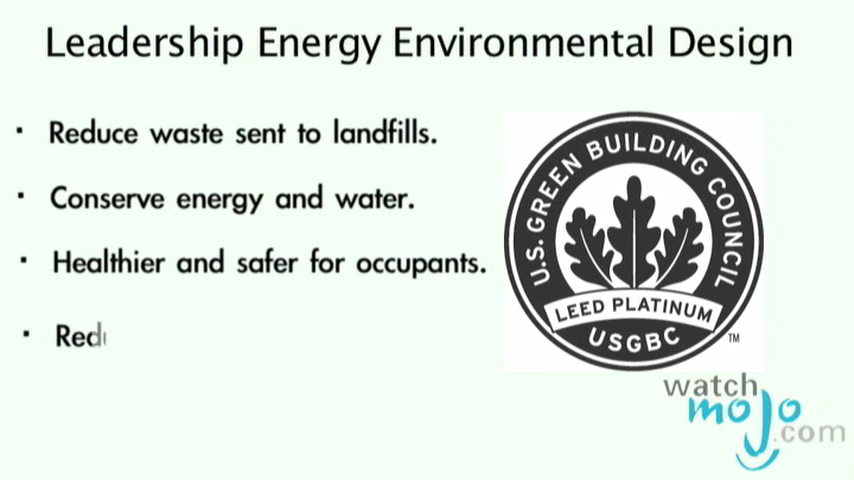 Leadership Energy Environmental Design
· Reduce waste sent to landfills.
· Conserve energy and water.
· Healthier and safer for occupants.
· Red
U.S. GREEN BUILDING COUNCIL
LEED PLATINUM
USGBC
TM
watch
mojo
.com